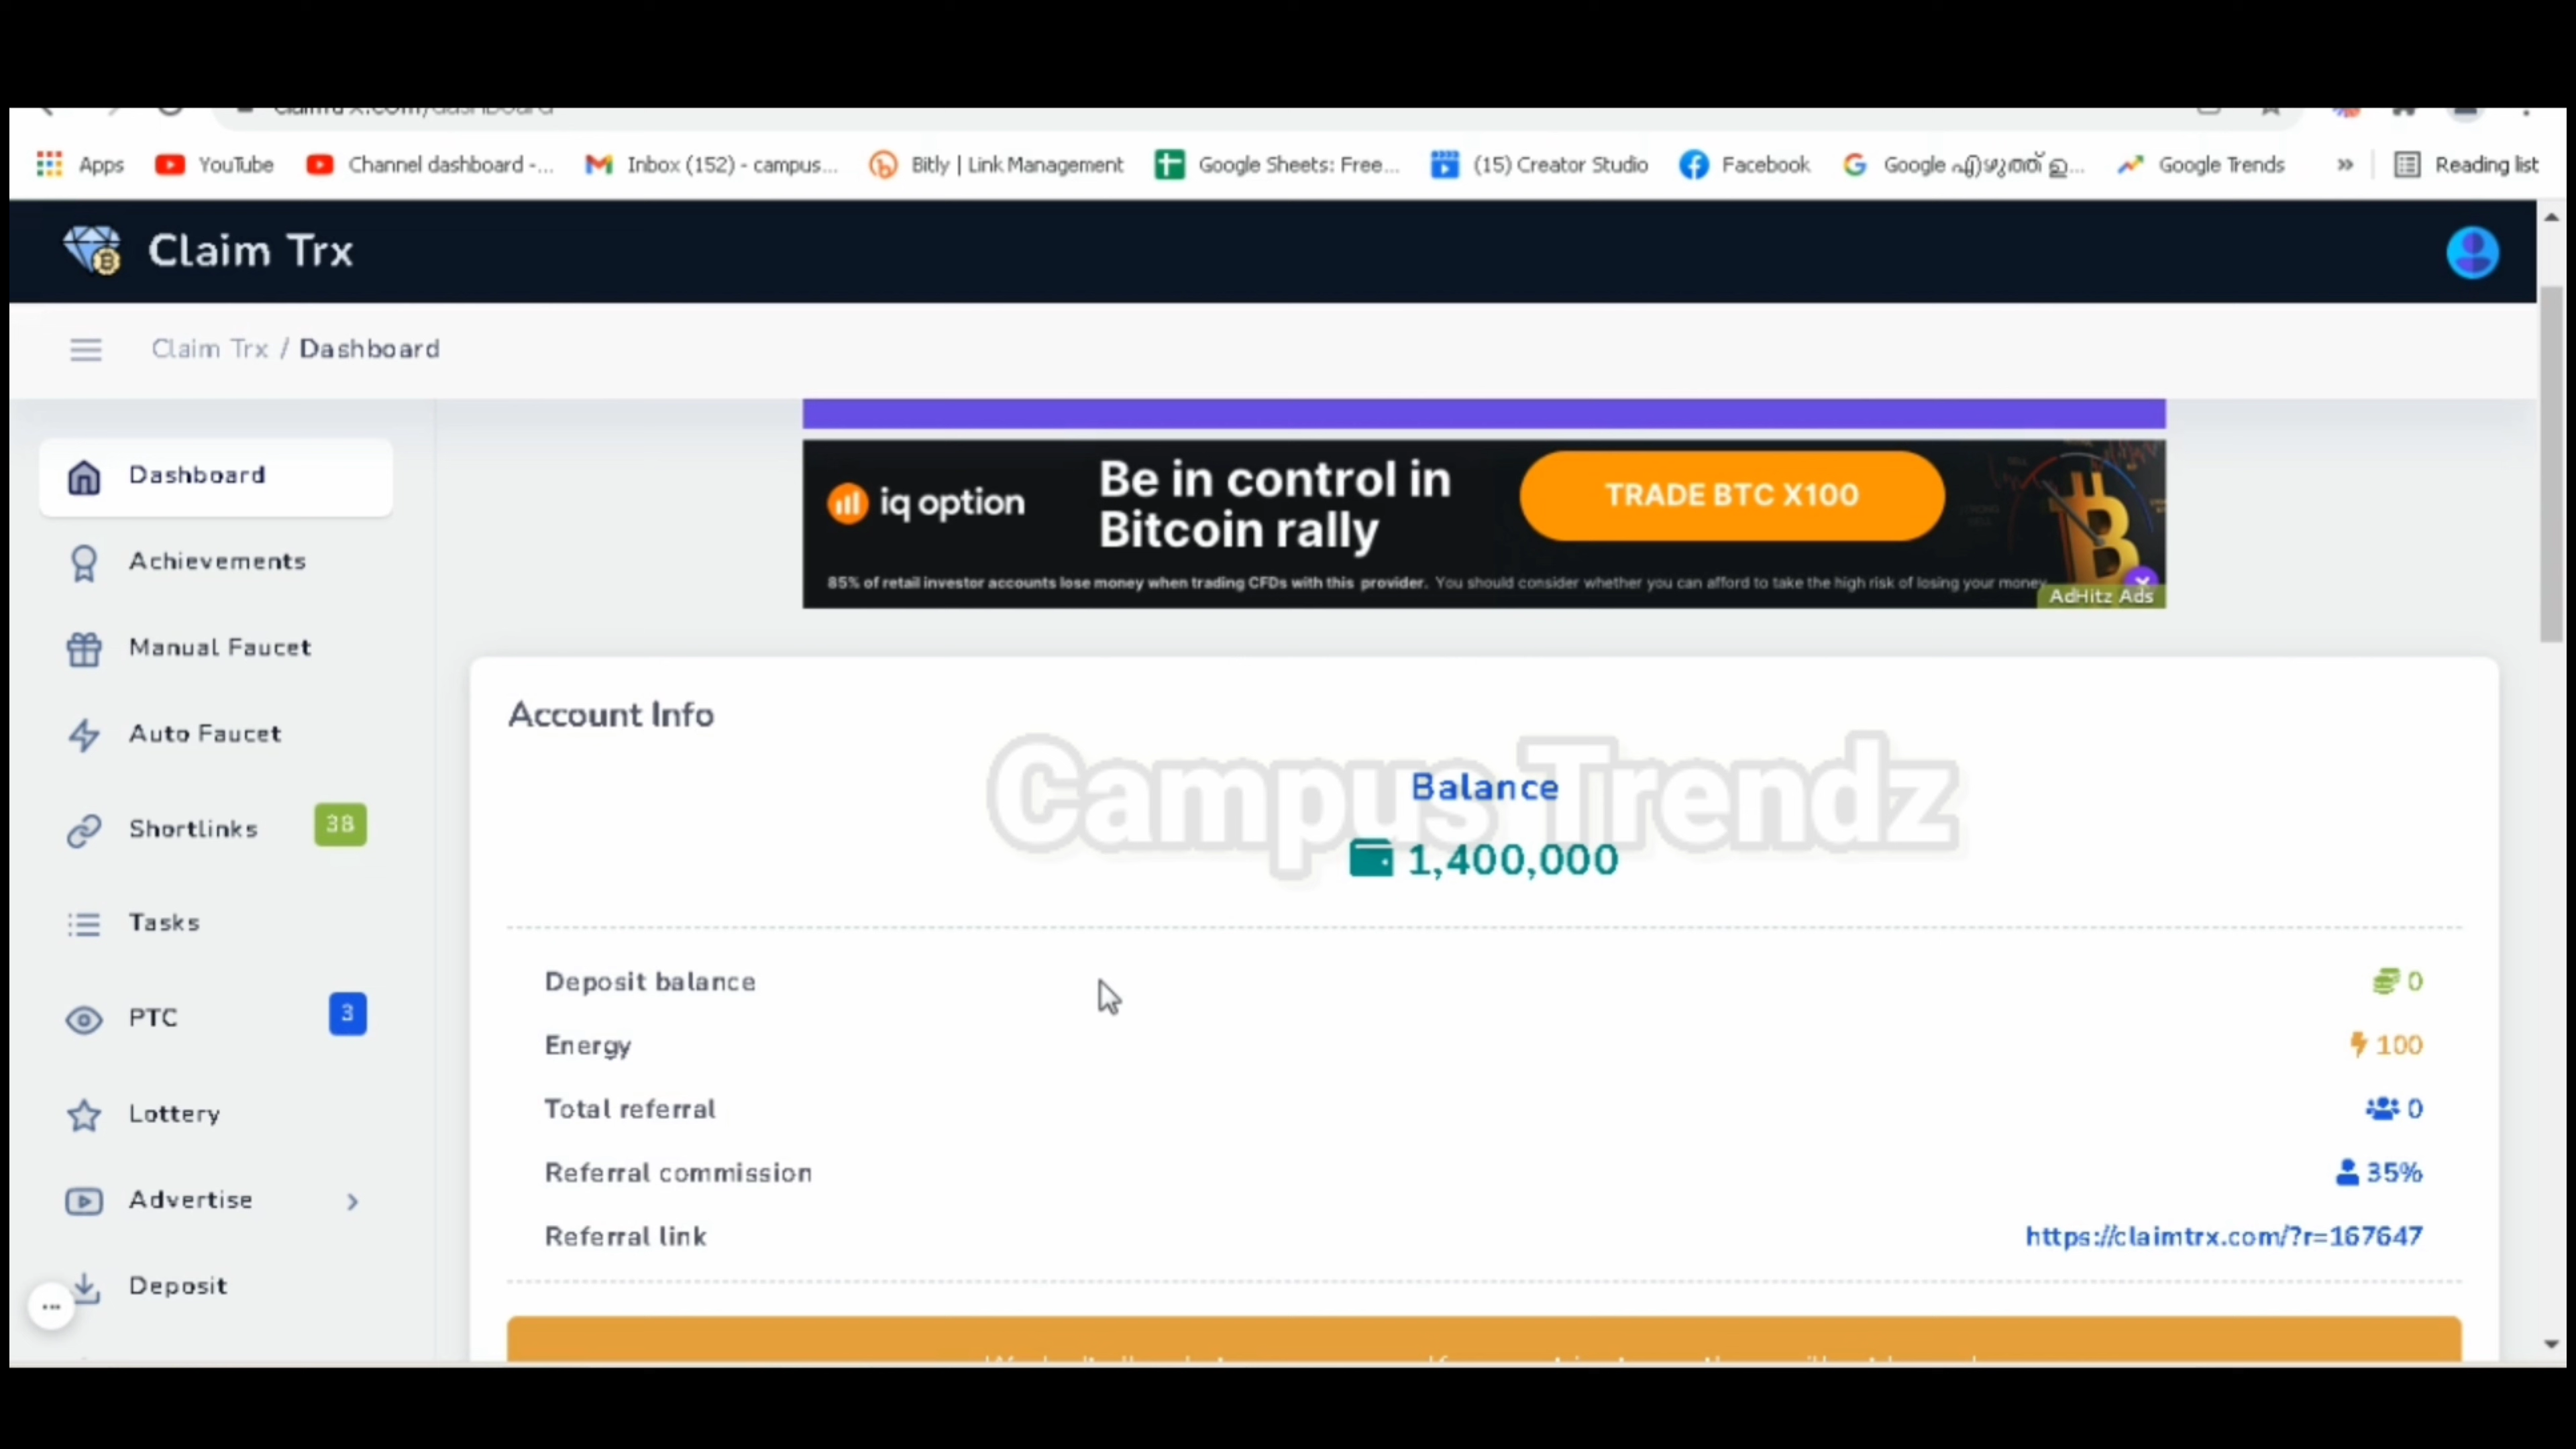 Apps YouTube Channel dashboard -... Inbox (152) - campus... Bitly | Link Management Google Sheets: Free... (15) Creator Studio Facebook Google എഴുത്ത് ഇ... Google Trends » Reading list
Claim Trx
Claim Trx / Dashboard
Dashboard
Achievements
Manual Faucet
Auto Faucet
Shortlinks 38
Tasks
PTC 3
Lottery
Advertise
Deposit
iq option
Be in control in
Bitcoin rally
TRADE BTC X100
85% of retail investor accounts lose money when trading CFDs with this provider. You should consider whether you can afford to take the high risk of losing your money
AdHitz Ads
Account Info
Campus Trendz
Balance
1,400,000
Deposit balance 0
Energy 100
Total referral 0
Referral commission 35%
Referral link https://claimtrx.com/?r=167647